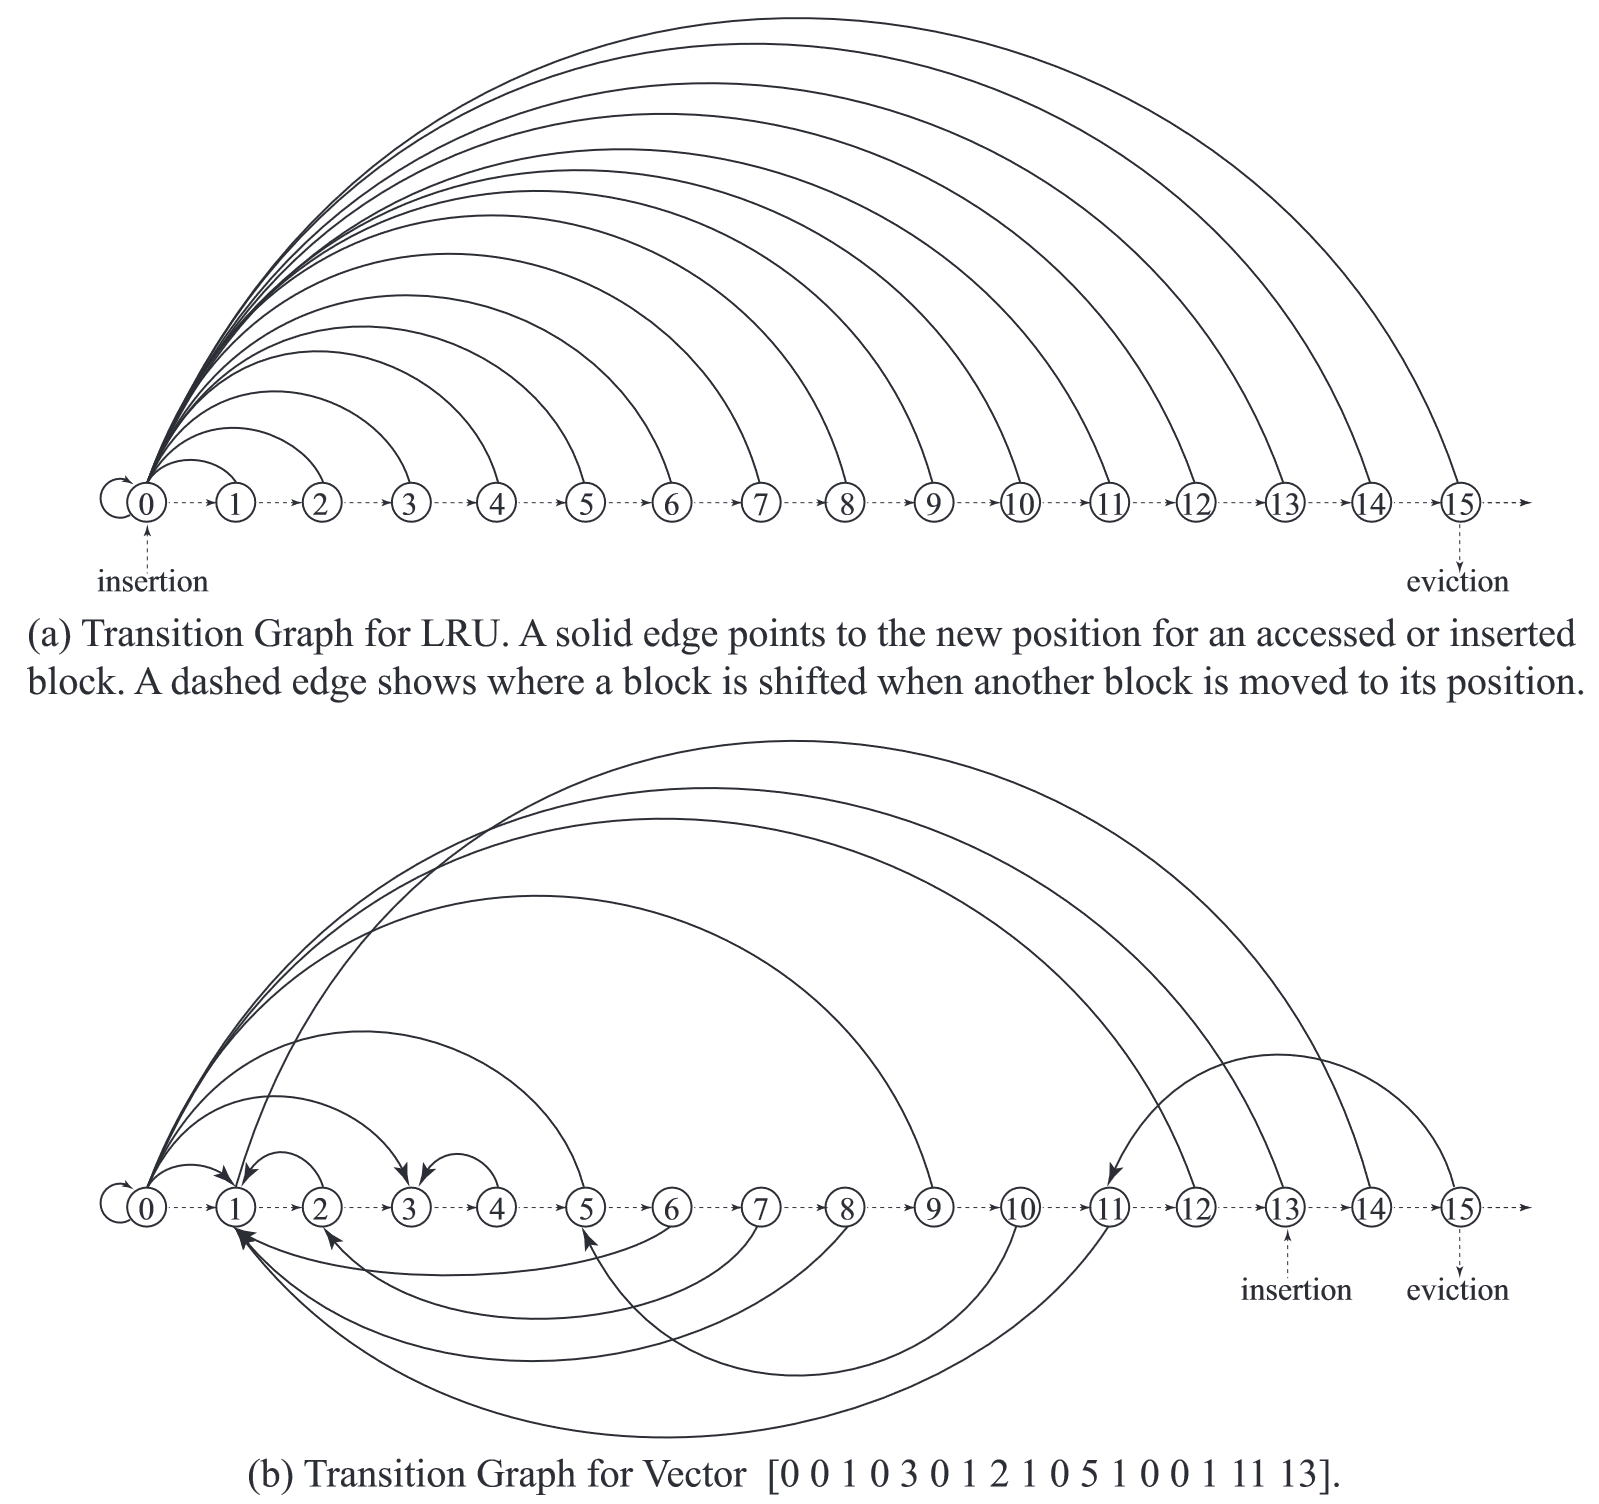 0 1 2 3 4 5 6 7 8 9 10 11 12 13 14 15
insertion eviction
(a) Transition Graph for LRU. A solid edge points to the new position for an accessed or inserted
block. A dashed edge shows where a block is shifted when another block is moved to its position.
0 1 2 3 4 5 6 7 8 9 10 11 12 13 14 15
insertion eviction
(b) Transition Graph for Vector [0 0 1 0 3 0 1 2 1 0 5 1 0 0 1 11 13].